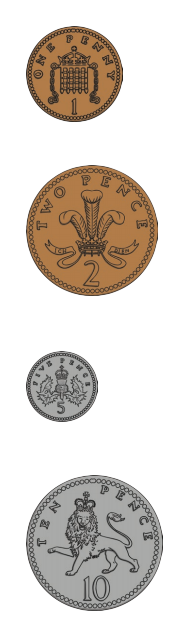 ONE PENNY
1
TWO PENCE
2
FIVE PENCE
5
TEN PENCE
10